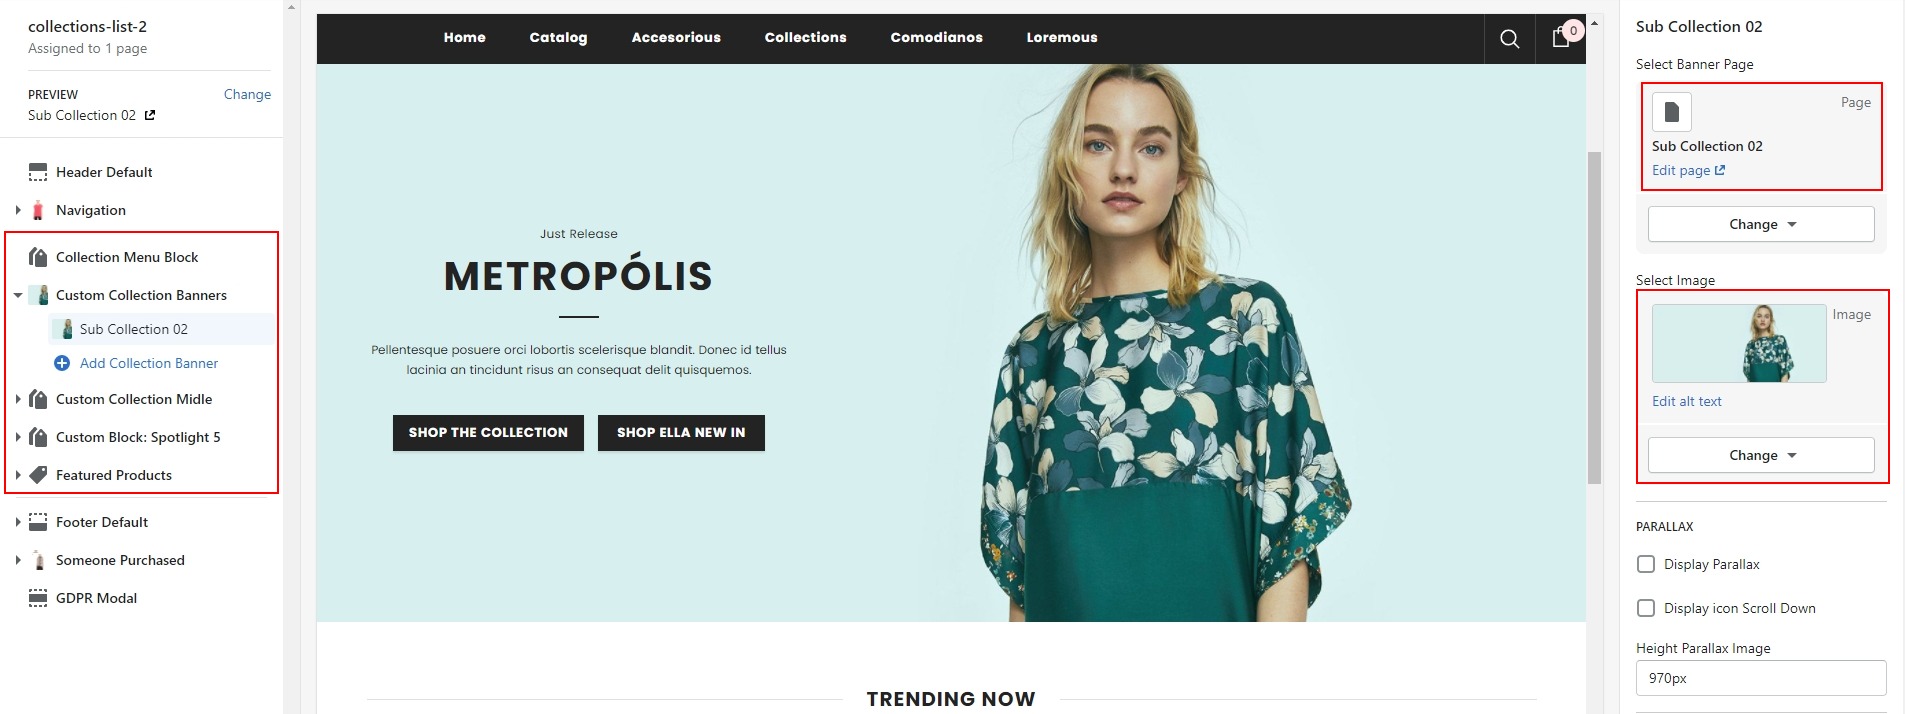 collections-list-2
Assigned to 1 page
PREVIEW
Change
Sub Collection 02
Header Default
Navigation
Collection Menu Block
Custom Collection Banners
Sub Collection 02
Add Collection Banner
Custom Collection Midle
Custom Block: Spotlight 5
Featured Products
Footer Default
Someone Purchased
GDPR Modal
Home Catalog Accesorious Collections Comodianos Loremous
0
Just Release
METROPÓLIS
Pellentesque posuere orci lobortis scelerisque blandit. Donec id tellus
lacinia an tincidunt risus an consequat delit quisquemos.
SHOP THE COLLECTION
SHOP ELLA NEW IN
TRENDING NOW
Sub Collection 02
Select Banner Page
Page
Sub Collection 02
Edit page
Change
Select Image
Image
Edit alt text
Change
PARALLAX
Display Parallax
Display icon Scroll Down
Height Parallax Image
970px